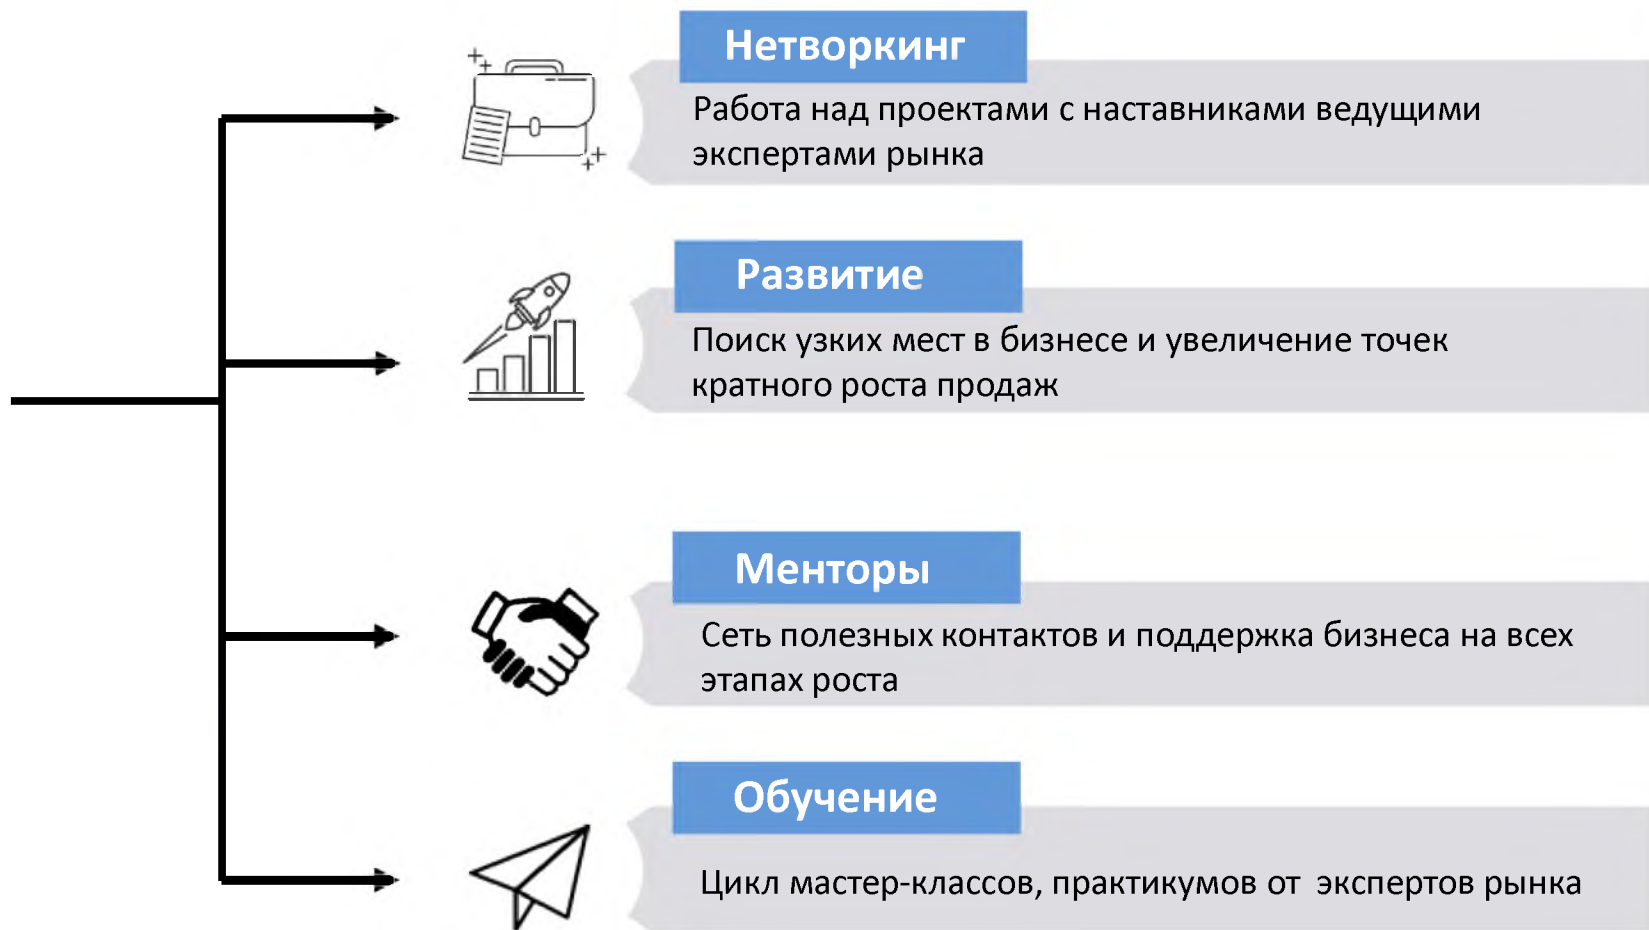 Нетворкинг
Работа над проектами с наставниками ведущими
экспертами рынка
Развитие
Поиск узких мест в бизнесе и увеличение точек
кратного роста продаж
Менторы
Сеть полезных контактов и поддержка бизнеса на всех
этапах роста
Обучение
Цикл мастер-классов, практикумов от  экспертов рынка